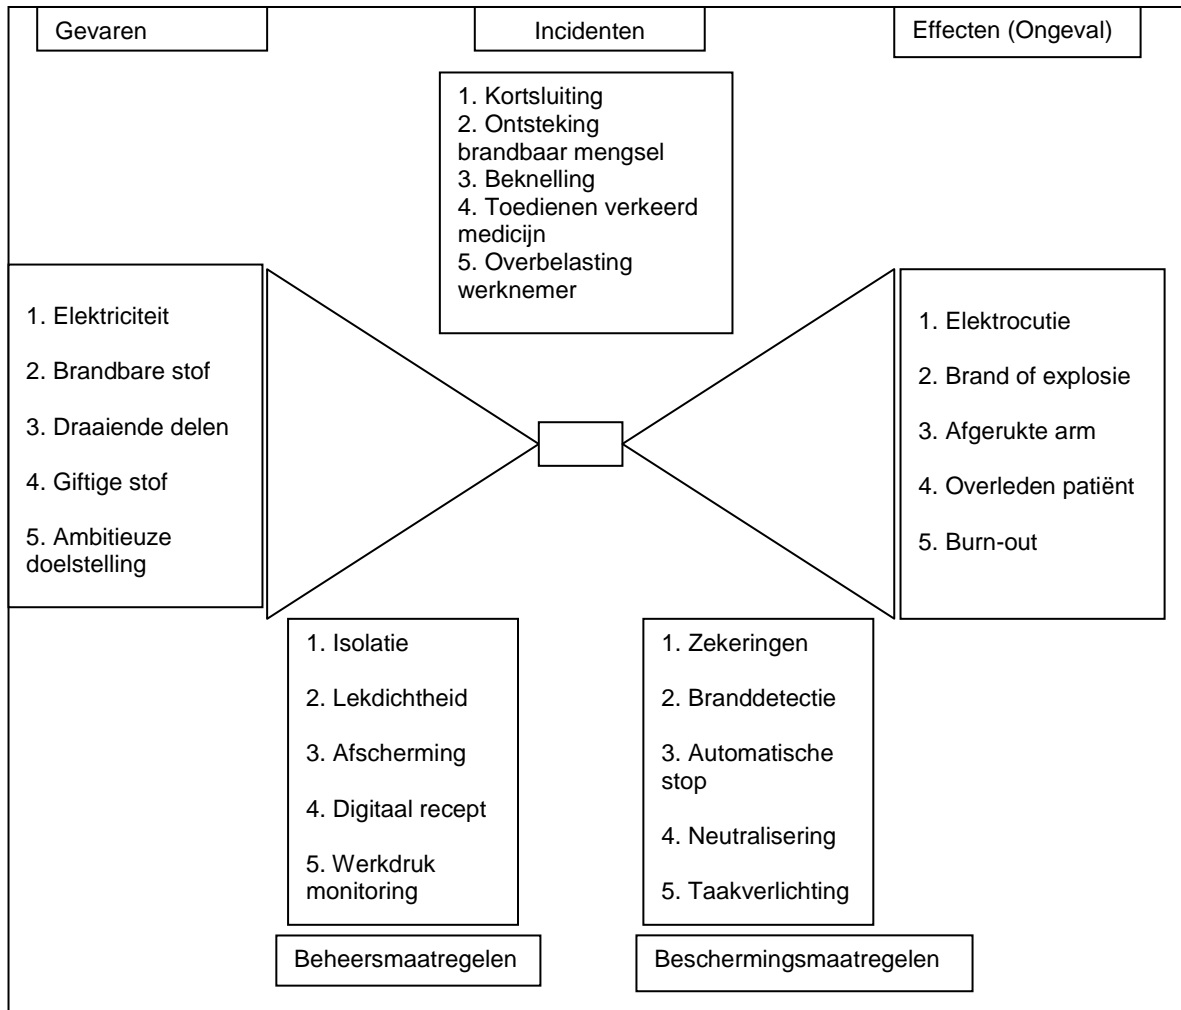 Gevaren
Incidenten
Effecten (Ongeval)
1. Kortsluiting
2. Ontsteking
brandbaar mengsel
3. Beknelling
4. Toedienen verkeerd
medicijn
5. Overbelasting
werknemer
1. Elektriciteit
2. Brandbare stof
3. Draaiende delen
4. Giftige stof
5. Ambitieuze
doelstelling
1. Elektrocutie
2. Brand of explosie
3. Afgerukte arm
4. Overleden patiënt
5. Burn-out
1. Isolatie
2. Lekdichtheid
3. Afscherming
4. Digitaal recept
5. Werkdruk
monitoring
1. Zekeringen
2. Branddetectie
3. Automatische
stop
4. Neutralisering
5. Taakverlichting
Beheersmaatregelen
Beschermingsmaatregelen